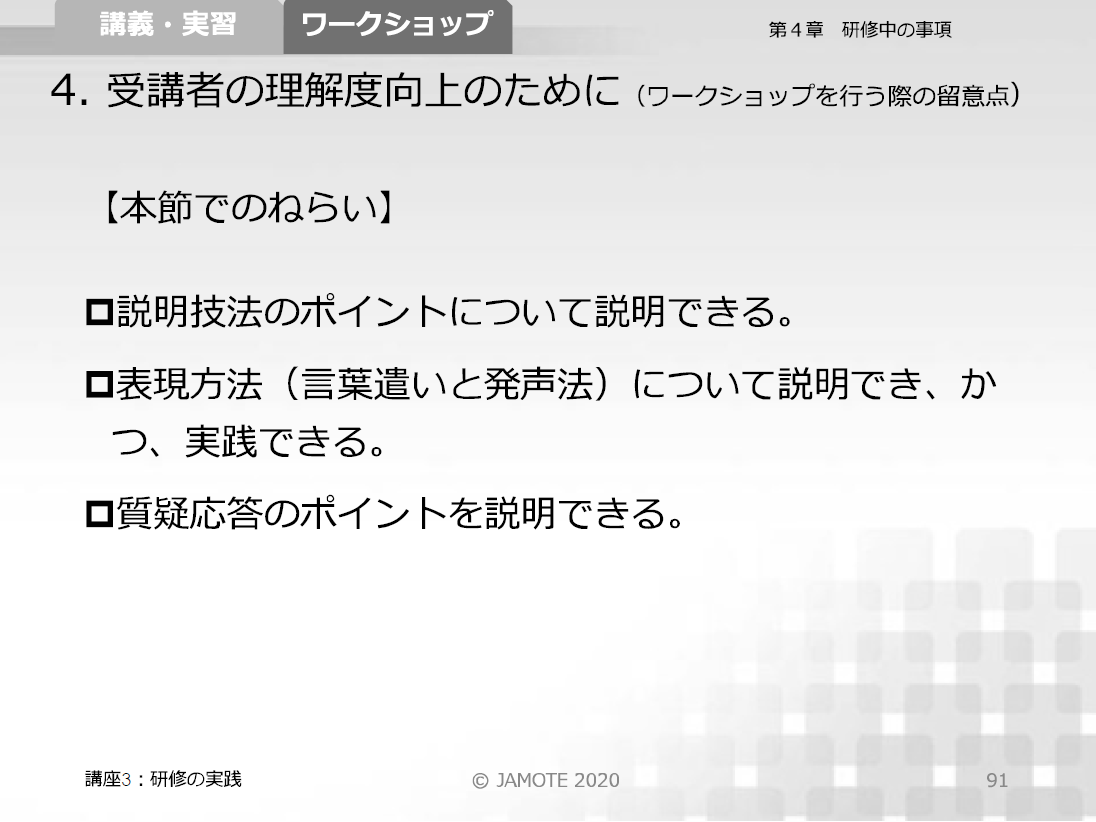 講義・実習
ワークショップ
第４章　研修中の事項
4. 受講者の理解度向上のために（ワークショップを行う際の留意点）
【本節でのねらい】
説明技法のポイントについて説明できる。
表現方法（言葉遣いと発声法）について説明でき、か
つ、実践できる。
質疑応答のポイントを説明できる。
講座3：研修の実践
© JAMOTE 2020
91